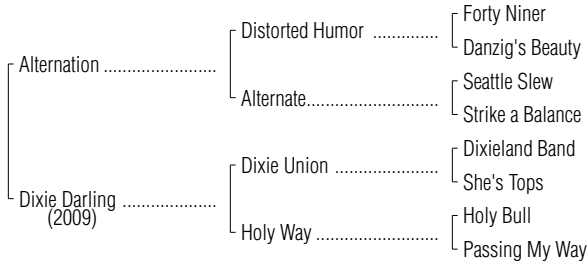 Forty Niner
Distorted Humor ..............
Danzig's Beauty
Alternation ........................
Seattle Slew
Alternate............................
Strike a Balance
Dixieland Band
Dixie Union ......................
She's Tops
Dixie Darling ....................
(2009)
Holy Bull
Holy Way ..........................
Passing My Way